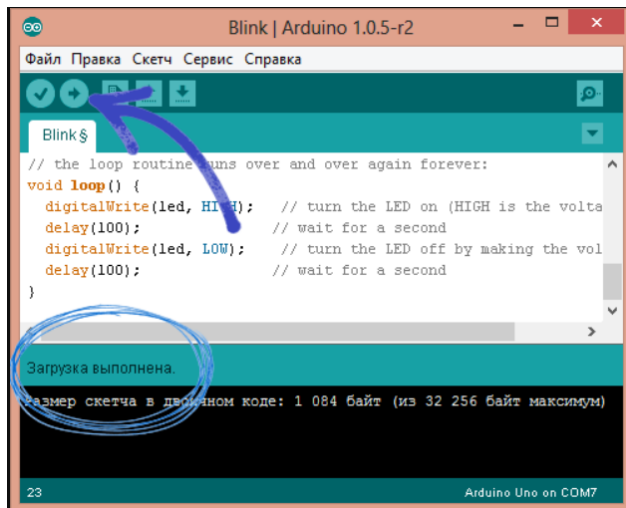 Blink | Arduino 1.0.5-r2
Файл Правка Скетч Сервис Справка
Blink §
// the loop routine runs over and over again forever:
void loop() {
digitalWrite(led, HIGH); // turn the LED on (HIGH is the volta
delay(100); // wait for a second
digitalWrite(led, LOW); // turn the LED off by making the vol
delay(100); // wait for a second
}
Загрузка выполнена.
Размер скетча в двоичном коде: 1 084 байт (из 32 256 байт максимум)
23
Arduino Uno on COM7